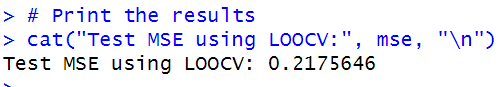 > # Print the results
> cat("Test MSE using LOOCV:", mse, "\n")
Test MSE using LOOCV: 0.2175646
>